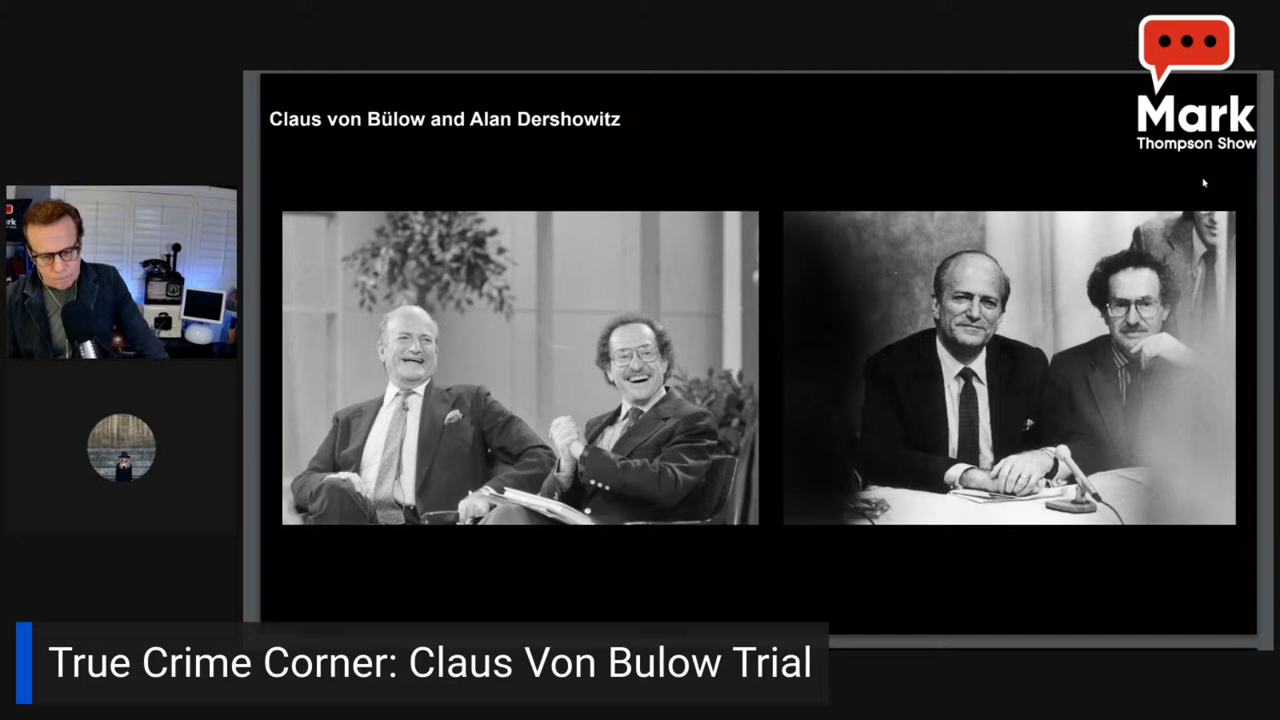 Claus von Bülow and Alan Dershowitz
Mark
Thompson Show
True Crime Corner: Claus Von Bulow Trial